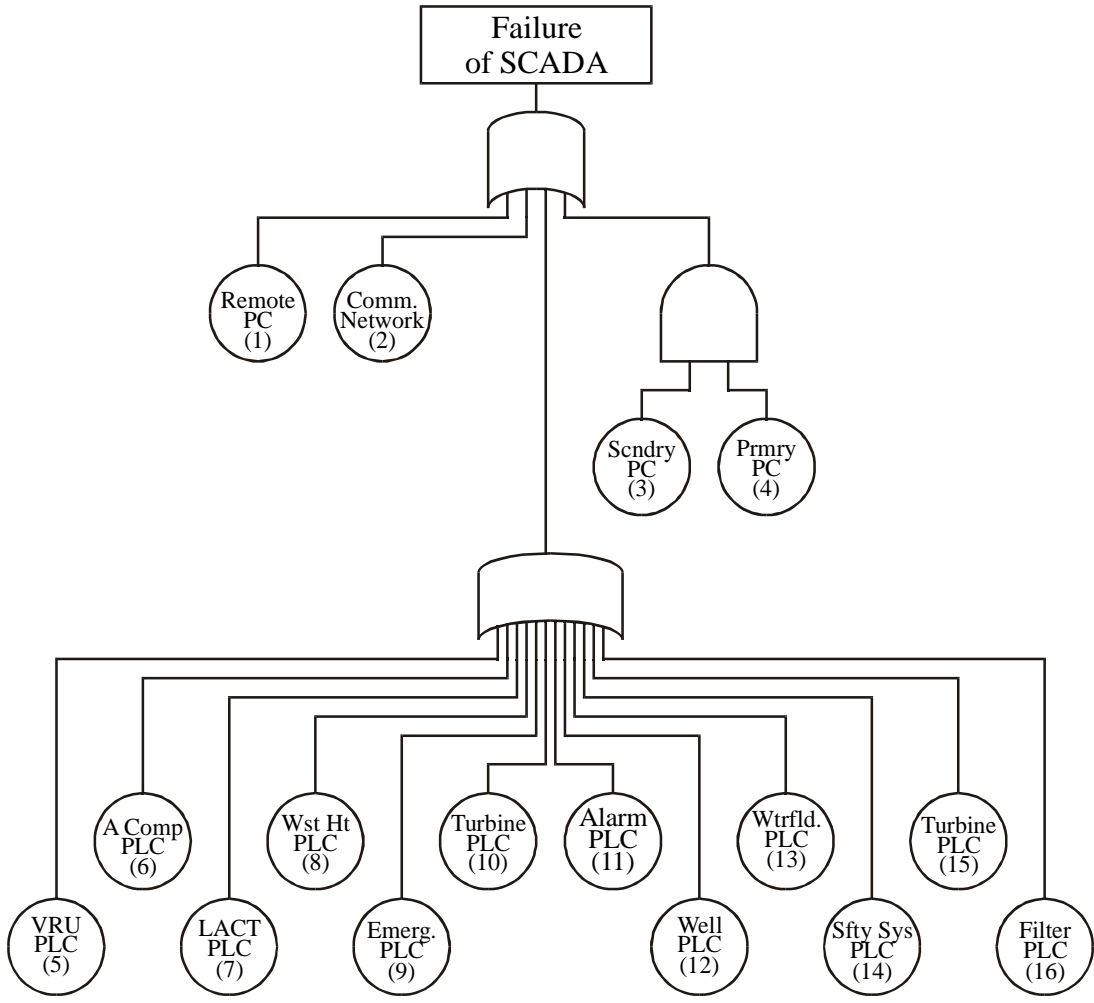 Failure
of SCADA
Remote
PC
(1)
Comm.
Network
(2)
Scndry
PC
(3)
Prmry
PC
(4)
A Comp
PLC
(6)
Wst Ht
PLC
(8)
Turbine
PLC
(10)
Alarm
PLC
(11)
Wtrfld.
PLC
(13)
Turbine
PLC
(15)
VRU
PLC
(5)
LACT
PLC
(7)
Emerg.
PLC
(9)
Well
PLC
(12)
Sfty Sys
PLC
(14)
Filter
PLC
(16)